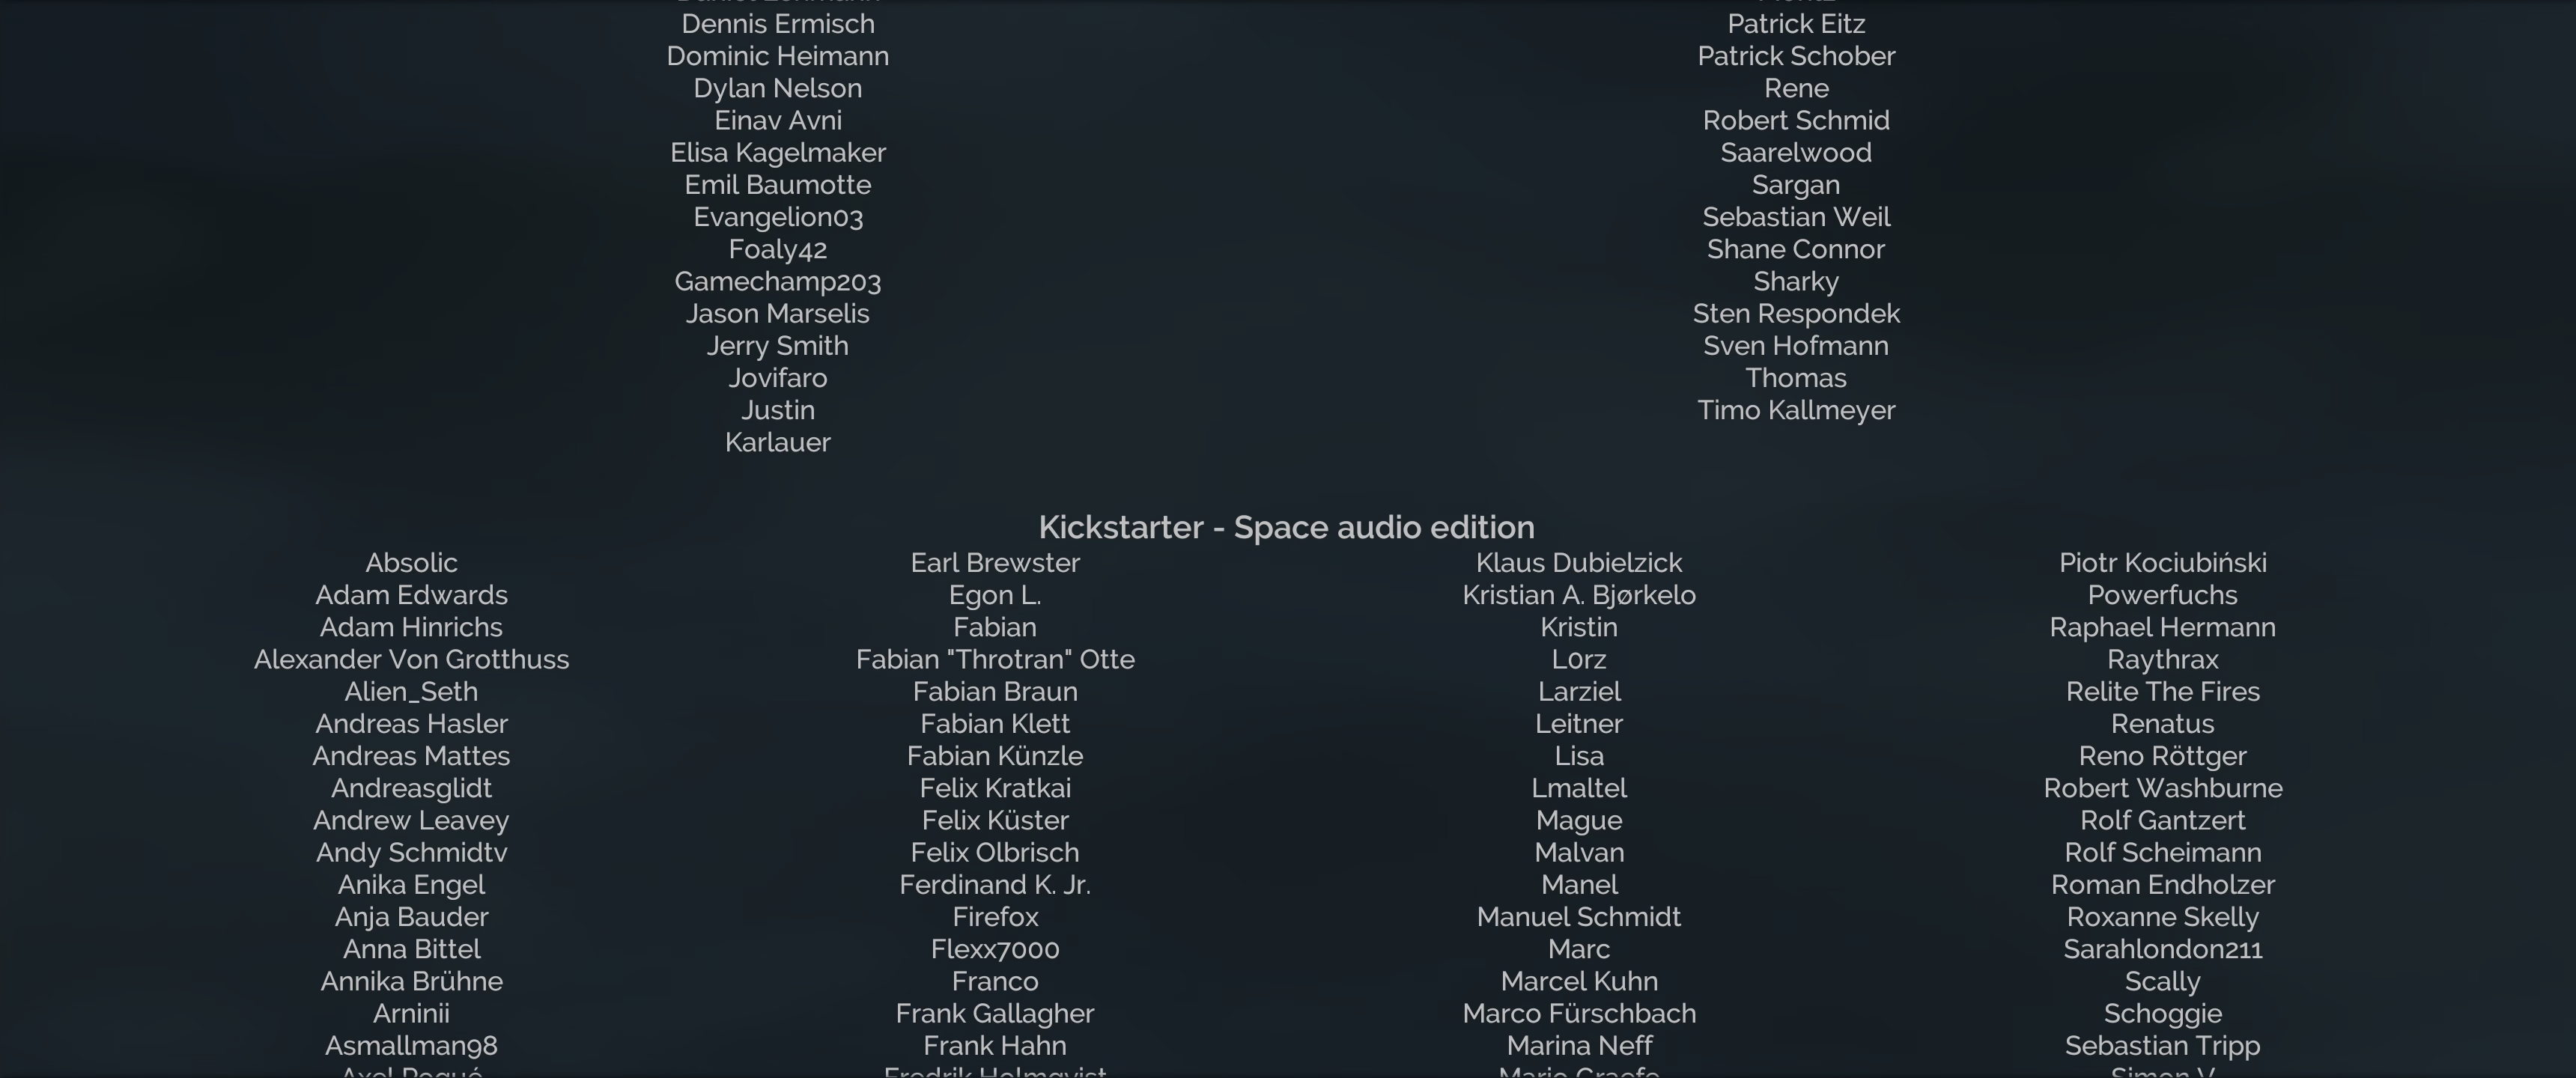 Dennis Ermisch
Dominic Heimann
Dylan Nelson
Einav Avni
Elisa Kagelmaker
Emil Baumotte
Evangelion03
Foaly42
Gamechamp203
Jason Marselis
Jerry Smith
Jovifaro
Justin
Karlauer
Patrick Eitz
Patrick Schober
Rene
Robert Schmid
Saarelwood
Sargan
Sebastian Weil
Shane Connor
Sharky
Sten Respondek
Sven Hofmann
Thomas
Timo Kallmeyer
Kickstarter - Space audio edition
Absolic
Adam Edwards
Adam Hinrichs
Alexander Von Grotthuss
Alien_Seth
Andreas Hasler
Andreas Mattes
Andreasglidt
Andrew Leavey
Andy Schmidtv
Anika Engel
Anja Bauder
Anna Bittel
Annika Brühne
Arninii
Asmallman98
Earl Brewster
Egon L.
Fabian
Fabian "Throtran" Otte
Fabian Braun
Fabian Klett
Fabian Künzle
Felix Kratkai
Felix Küster
Felix Olbrisch
Ferdinand K. Jr.
Firefox
Flexx7000
Franco
Frank Gallagher
Frank Hahn
Klaus Dubielzick
Kristian A. Bjørkelo
Kristin
L0rz
Larziel
Leitner
Lisa
Lmaltel
Mague
Malvan
Manel
Manuel Schmidt
Marc
Marcel Kuhn
Marco Fürschbach
Marina Neff
Piotr Kociubiński
Powerfuchs
Raphael Hermann
Raythrax
Relite The Fires
Renatus
Reno Röttger
Robert Washburne
Rolf Gantzert
Rolf Scheimann
Roman Endholzer
Roxanne Skelly
Sarahlondon211
Scally
Schoggie
Sebastian Tripp